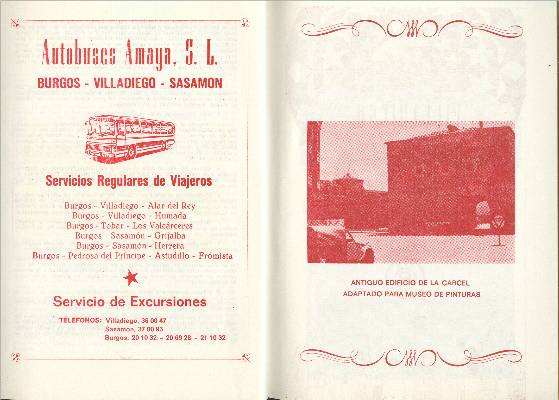 Autobuses Amaya, S. L.
BURGOS - VILLADIEGO - SASAMON
Servicios Regulares de Viajeros
Burgos - Villadiego - Alar del Rey
Burgos - Villadiego - Humada
Burgos - Tobar - Los Valcárceres
Burgos - Sasamón - Grijalba
Burgos - Sasamón - Herrera
Burgos - Pedrosa del Príncipe - Astudillo - Frómista
Servicio de Excursiones
TELEFONOS: Villadiego, 36 00 47
Sasamon, 37 00 93
Burgos, 20 10 32 - 20 69 28 - 21 10 32
ANTIGUO EDIFICIO DE LA CARCEL
ADAPTADO PARA MUSEO DE PINTURAS